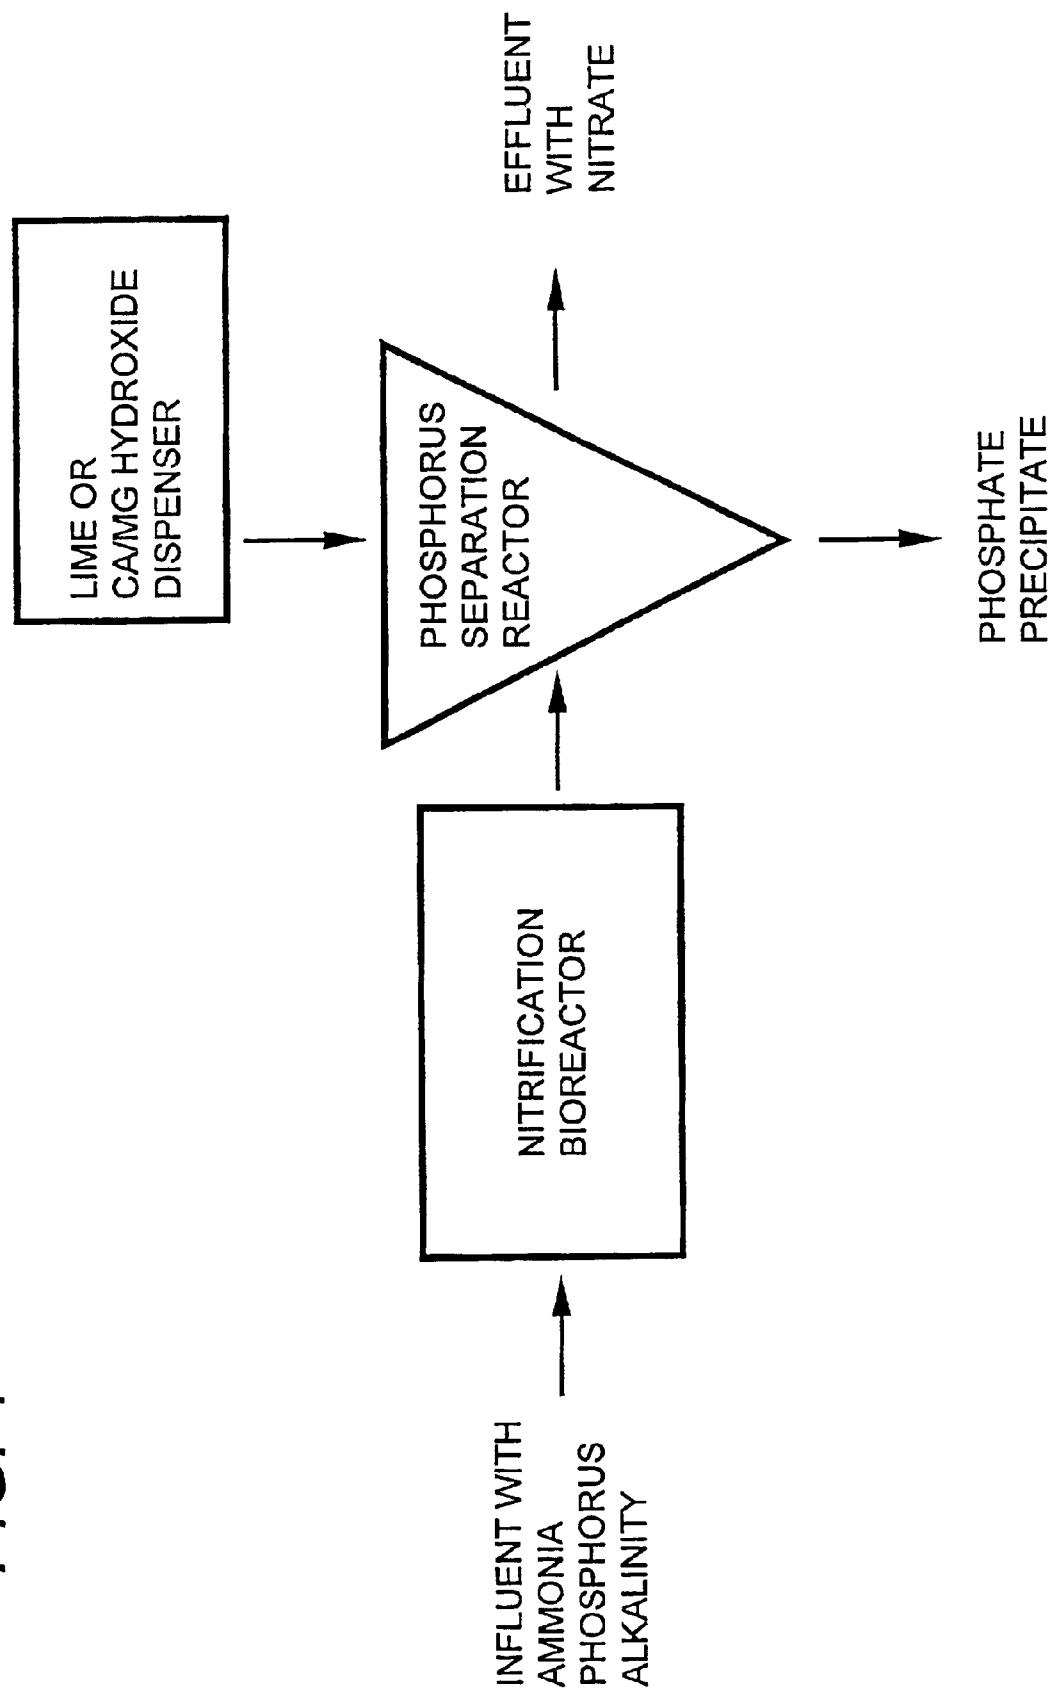 LIME OR
CA/MG HYDROXIDE
DISPENSER
INFLUENT WITH
AMMONIA
PHOSPHORUS
ALKALINITY
NITRIFICATION
BIOREACTOR
PHOSPHORUS
SEPARATION
REACTOR
EFFLUENT
WITH
NITRATE
PHOSPHATE
PRECIPITATE